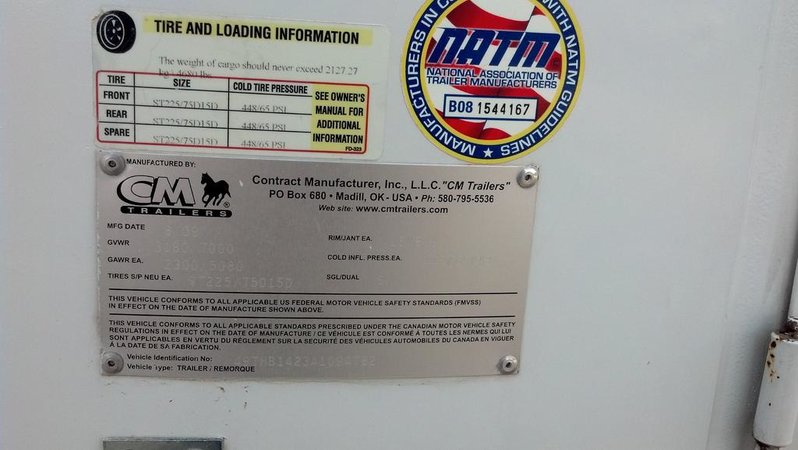 TIRE AND LOADING INFORMATION
The weight of cargo should never exceed 2127.27
kg / 4680 lbs.
TIRE SIZE COLD TIRE PRESSURE SEE OWNER'S MANUAL FOR ADDITIONAL INFORMATION
FRONT ST225/75D15D 448/65 PSI
REAR ST225/75D15D 448/65 PSI
SPARE ST225/75D15D 448/65 PSI
FD-323
MANUFACTURERS IN WITH NATM GUIDELINES
NATM
NATIONAL ASSOCIATION OF
TRAILER MANUFACTURERS
B08 1544167
MANUFACTURED BY:
CM
TRAILERS
Contract Manufacturer, Inc., L.L.C. "CM Trailers"
PO Box 680 • Madill, OK - USA • Ph: 580-795-5536
Web site: www.cmtrailers.com
MFG DATE
RIM/JANT EA.
GVWR
COLD INFL. PRESS.EA.
GAWR EA.
TIRES S/P NEU EA. ST225/75D15D
SGL/DUAL
THIS VEHICLE CONFORMS TO ALL APPLICABLE US FEDERAL MOTOR VEHICLE SAFETY STANDARDS (FMVSS)
IN EFFECT ON THE DATE OF MANUFACTURE SHOWN ABOVE.
THIS VEHICLE CONFORMS TO ALL APPLICABLE STANDARDS PRESCRIBED UNDER THE CANADIAN MOTOR VEHICLE SAFETY
REGULATIONS IN EFFECT ON THE DATE OF MANUFACTURE / CE VÉHICULE EST CONFORME À TOUTES LES NORMES QUI LUI
SONT APPLICABLES EN VERTU DU RÈGLEMENT SUR LA SECURITÉ DES VÉHICULES AUTOMOBILES DU CANADA EN VIGUER
À LA DATE DE SA FABRICATION.
Vehicle Identification No:
Vehicle Type: TRAILER / REMORQUE